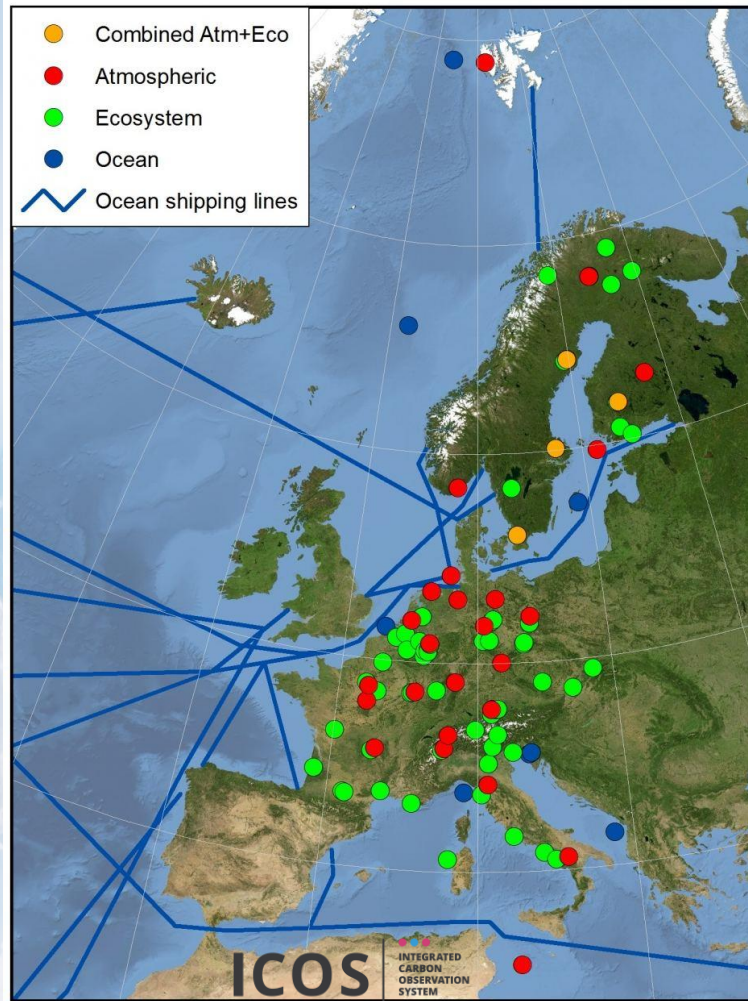 Combined Atm+Eco
Atmospheric
Ecosystem
Ocean
Ocean shipping lines
ICOS
INTEGRATED
CARBON
OBSERVATION
SYSTEM